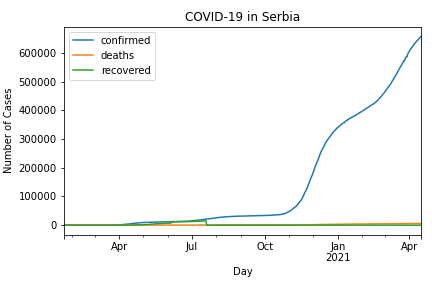 COVID-19 in Serbia
confirmed
deaths
recovered
Number of Cases
600000
500000
400000
300000
200000
100000
0
Apr
Jul
Oct
Jan
2021
Apr
Day